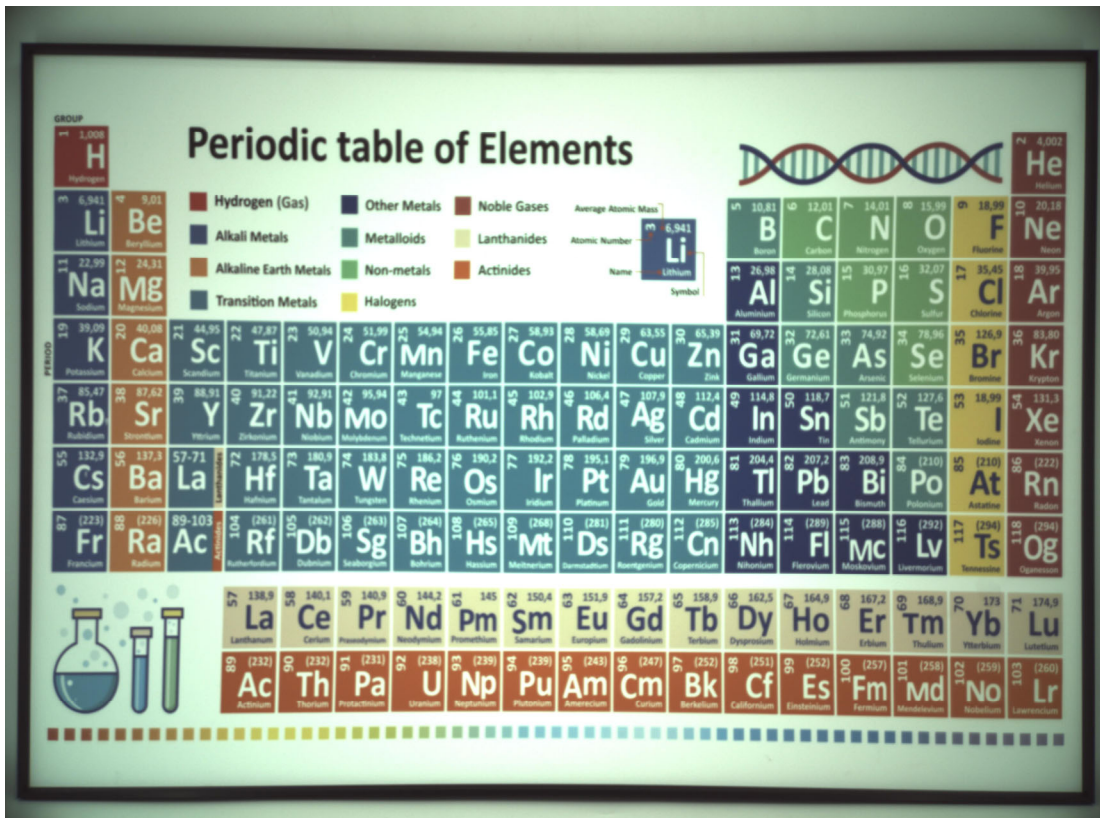 GROUP
Periodic table of Elements
1 1,008
H
Hydrogen
2 4,002
He
Helium
Hydrogen (Gas)
Alkali Metals
Alkaline Earth Metals
Transition Metals
Other Metals
Metalloids
Non-metals
Halogens
Noble Gases
Lanthanides
Actinides
Average Atomic Mass
Atomic Number
Name
Symbol
3 6,941
Li
Lithium
3 6,941 4 9,01 5 10,81 6 12,01 7 14,01 8 15,99 9 18,99 10 20,18
Li Be B C N O F Ne
Lithium Beryllium Boron Carbon Nitrogen Oxygen Fluorine Neon
11 22,99 12 24,31 13 26,98 14 28,08 15 30,97 16 32,07 17 35,45 18 39,95
Na Mg Al Si P S Cl Ar
Sodium Magnesium Aluminium Silicon Phosphorus Sulfur Chlorine Argon
PERIOD
19 39,09 20 40,08 21 44,95 22 47,87 23 50,94 24 51,99 25 54,94 26 55,85 27 58,93 28 58,69 29 63,55 30 65,39 31 69,72 32 72,61 33 74,92 34 78,96 35 126,9 36 83,80
K Ca Sc Ti V Cr Mn Fe Co Ni Cu Zn Ga Ge As Se Br Kr
Potassium Calcium Scandium Titanium Vanadium Chromium Manganese Iron Kobalt Nickel Copper Zink Gallium Germanium Arsenic Selenium Bromine Krypton
37 85,47 38 87,62 39 88,91 40 91,22 41 92,91 42 95,94 43 97 44 101,1 45 102,9 46 106,4 47 107,9 48 112,4 49 114,8 50 118,7 51 121,8 52 127,6 53 18,99 54 131,3
Rb Sr Y Zr Nb Mo Tc Ru Rh Rd Ag Cd In Sn Sb Te I Xe
Rubidium Strontium Yttrium Zirkonium Niobium Molybdenum Technetium Ruthenium Rhodium Palladium Silver Cadmium Indium Tin Antimony Tellurium Iodine Xenon
55 132,9 56 137,3 57-71 72 178,5 73 180,9 74 183,8 75 186,2 76 190,2 77 192,2 78 195,1 79 196,9 80 200,6 81 204,4 82 207,2 83 208,9 84 (210) 85 (210) 86 (222)
Cs Ba La Lanthanides Hf Ta W Re Os Ir Pt Au Hg Tl Pb Bi Po At Rn
Caesium Barium Hafnium Tantalum Tungsten Rhenium Osmium Iridium Platinum Gold Mercury Thallium Lead Bismuth Polonium Astatine Radon
87 (223) 88 (226) 89-103 104 (261) 105 (262) 106 (263) 107 (264) 108 (265) 109 (268) 110 (281) 111 (280) 112 (285) 113 (284) 114 (289) 115 (288) 116 (292) 117 (294) 118 (294)
Fr Ra Ac Actinides Rf Db Sg Bh Hs Mt Ds Rg Cn Nh Fl Mc Lv Ts Og
Francium Radium Rutherfordium Dubnium Seaborgium Bohrium Hassium Meitnerium Darmstadtium Roentgenium Copernicium Nihonium Flerovium Moskovium Livermorium Tennessine Oganesson
57 138,9 58 140,1 59 140,9 60 144,2 61 145 62 150,4 63 151,9 64 157,2 65 158,9 66 162,5 67 164,9 68 167,2 69 168,9 70 173 71 174,9
La Ce Pr Nd Pm Sm Eu Gd Tb Dy Ho Er Tm Yb Lu
Lanthanum Cerium Neodymium Promethium Samarium Europium Gadolinium Terbium Dysprosium Holmium Erbium Thulium Ytterbium Lutetium
89 (232) 90 (232) 91 (231) 92 (238) 93 (239) 94 (239) 95 (243) 96 (247) 97 (252) 98 (251) 99 (252) 100 (257) 101 (258) 102 (259) 103 (260)
Ac Th Pa U Np Pu Am Cm Bk Cf Es Fm Md No Lr
Actinium Thorium Protactinium Uranium Neptunium Plutonium Amerecium Curium Berkelium Californium Einsteinium Fermium Mendelevium Nobelium Lawrencium